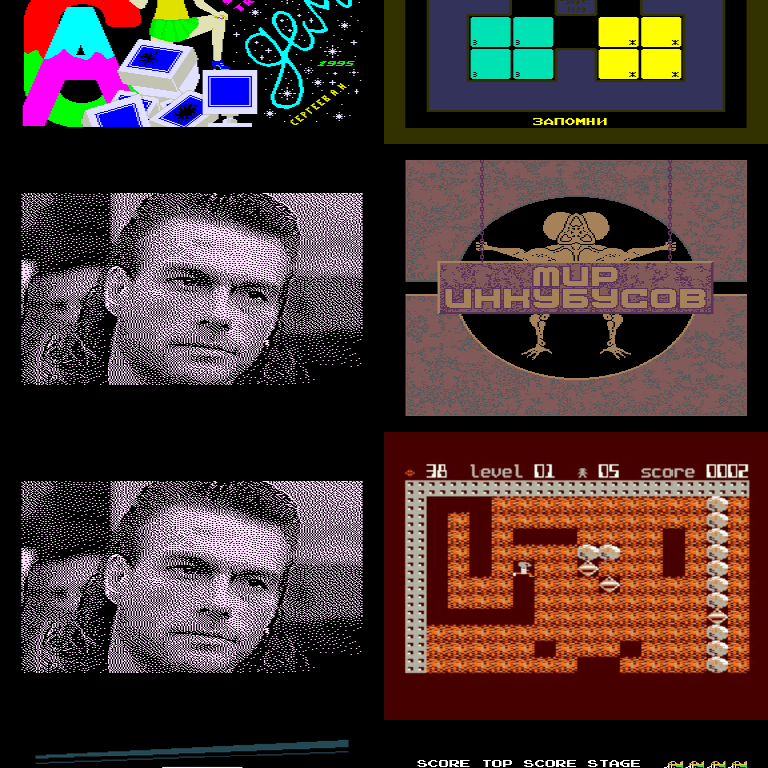 1995
СЕРГЕЕВ А.Н.
ЗАПОМНИ
МИР
ИНКУБУСОВ
38 level 01 05 score 0002
SCORE TOP SCORE STAGE